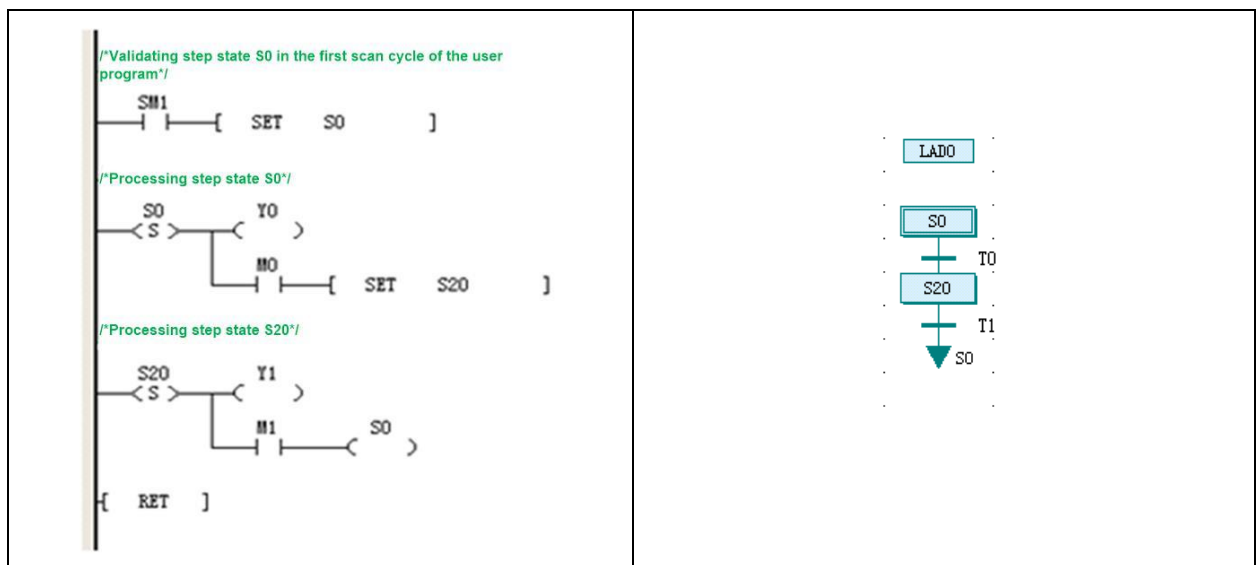 /*Validating step state S0 in the first scan cycle of the user
program*/
SM1
[ SET S0 ]
/*Processing step state S0*/
S0 Y0
< S > ( )
M0
[ SET S20 ]
/*Processing step state S20*/
S20 Y1
< S > ( )
M1 S0
( )
[ RET ]
LAD0
S0
T0
S20
T1
S0